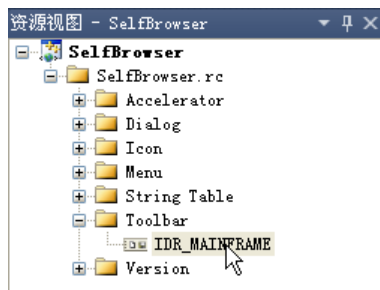 资源视图 - SelfBrowser
SelfBrowser
SelfBrowser.rc
Accelerator
Dialog
Icon
Menu
String Table
Toolbar
IDR_MAINFRAME
Version